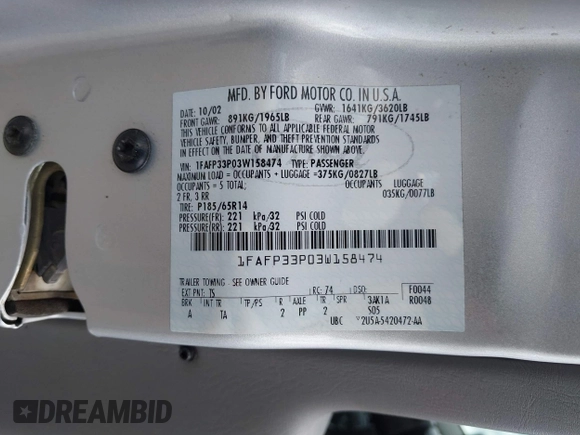 MFD. BY FORD MOTOR CO. IN U.S.A.
DATE: 10/02 GVWR: 1641KG/3620LB
FRONT GAWR: 891KG/1965LB REAR GAWR: 791KG/1745LB
THIS VEHICLE CONFORMS TO ALL APPLICABLE FEDERAL MOTOR
VEHICLE SAFETY, BUMPER, AND THEFT PREVENTION STANDARDS
IN EFFECT ON THE DATE OF MANUFACTURE SHOWN ABOVE.
VIN: 1FAFP33P03W158474 TYPE: PASSENGER
MAXIMUM LOAD = OCCUPANTS + LUGGAGE =375KG/0827LB
OCCUPANTS = 5 TOTAL: OCCUPANTS LUGGAGE
2 FR, 3 RR 035KG/0077LB
TIRE: P185/65R14
PRESSURE(FR): 221 kPa/32 PSI COLD
PRESSURE(RR): 221 kPa/32 PSI COLD
1FAFP33P03W158474
TRAILER TOWING - SEE OWNER GUIDE
EXT PNT: TS RC: 74 DSO: F0044
BRK INT TR TP/PS R AXLE TR SPR R0048
A TA 2 PP 2 3AK1A
S05
UBC V2U5A-5420472-AA
DREAMBID